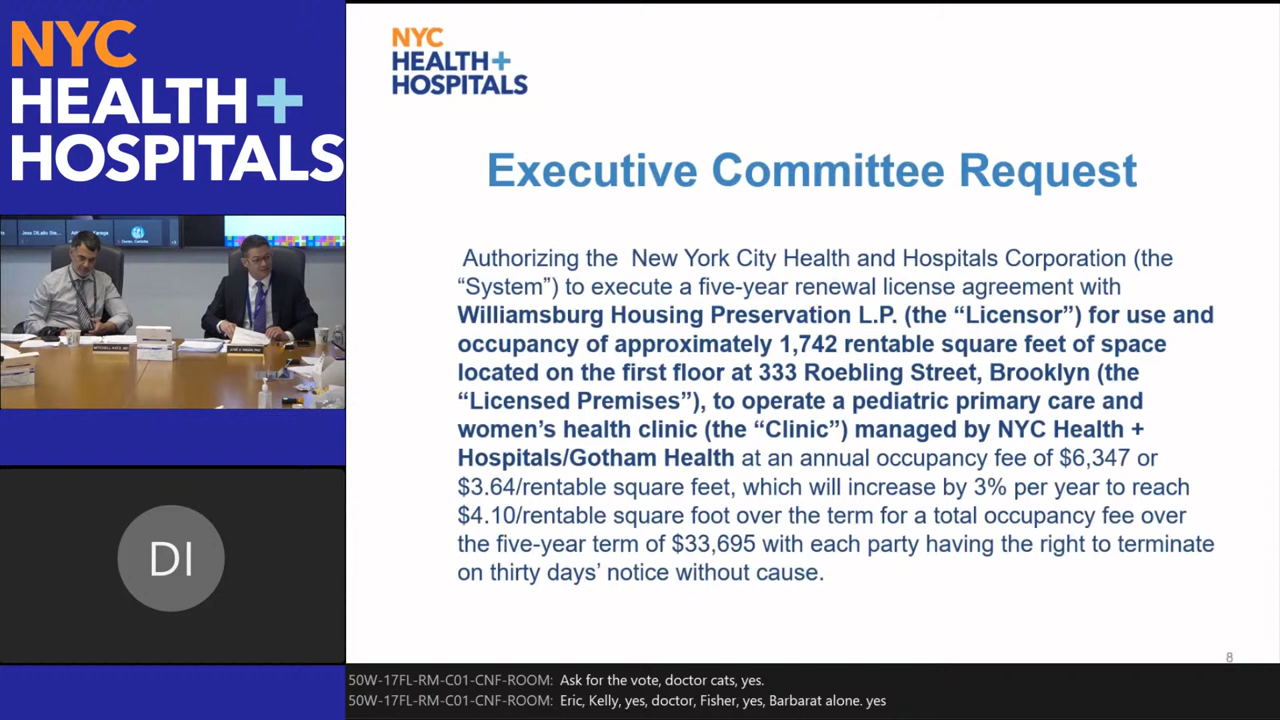 NYC
HEALTH+
HOSPITALS
NYC
HEALTH+
HOSPITALS
Executive Committee Request
Authorizing the New York City Health and Hospitals Corporation (the
“System”) to execute a five-year renewal license agreement with
Williamsburg Housing Preservation L.P. (the “Licensor”) for use and
occupancy of approximately 1,742 rentable square feet of space
located on the first floor at 333 Roebling Street, Brooklyn (the
“Licensed Premises”), to operate a pediatric primary care and
women’s health clinic (the “Clinic”) managed by NYC Health +
Hospitals/Gotham Health at an annual occupancy fee of $6,347 or
$3.64/rentable square feet, which will increase by 3% per year to reach
$4.10/rentable square foot over the term for a total occupancy fee over
the five-year term of $33,695 with each party having the right to terminate
on thirty days’ notice without cause.
8
DI
50W-17FL-RM-C01-CNF-ROOM: Ask for the vote, doctor cats, yes.
50W-17FL-RM-C01-CNF-ROOM: Eric, Kelly, yes, doctor, Fisher, yes, Barbarat alone. yes